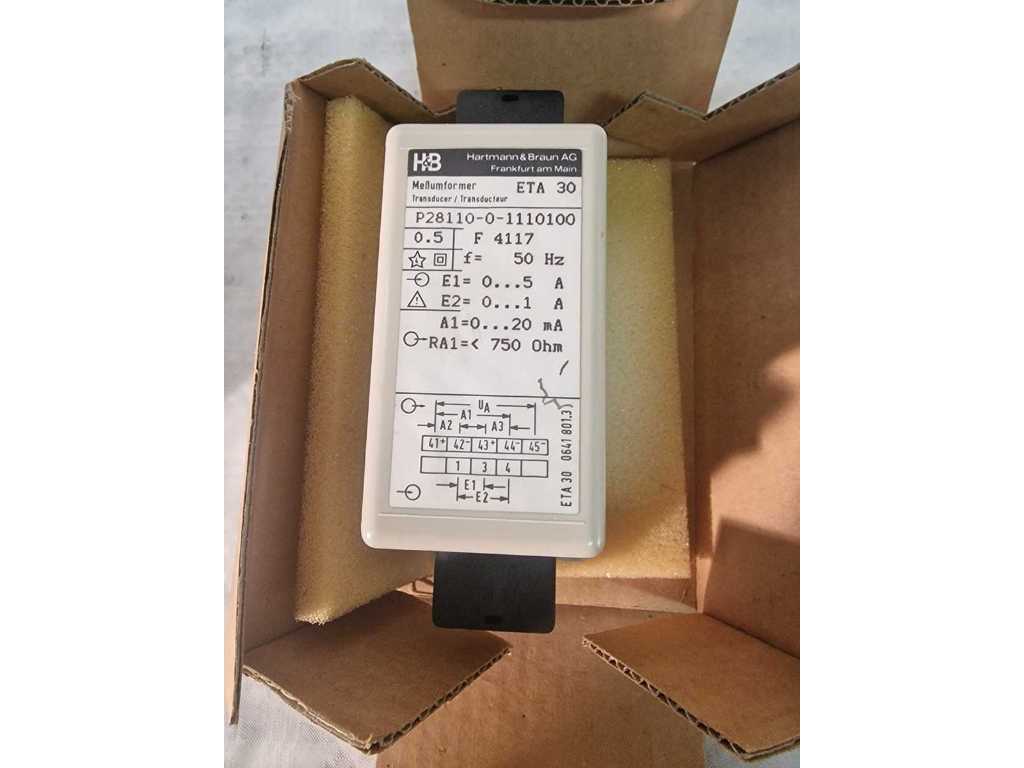 H&B Hartmann & Braun AG
Frankfurt am Main
Meßumformer ETA 30
Transducer / Transducteur
P28110-0-1110100
0.5 F 4117
f= 50 Hz
E1= 0...5 A
E2= 0...1 A
A1=0...20 mA
RA1=< 750 Ohm
UA
A1
A2 A3
41+ 42- 43+ 44- 45-
1 3 4
E1
E2
ETA 30 0641 801.3